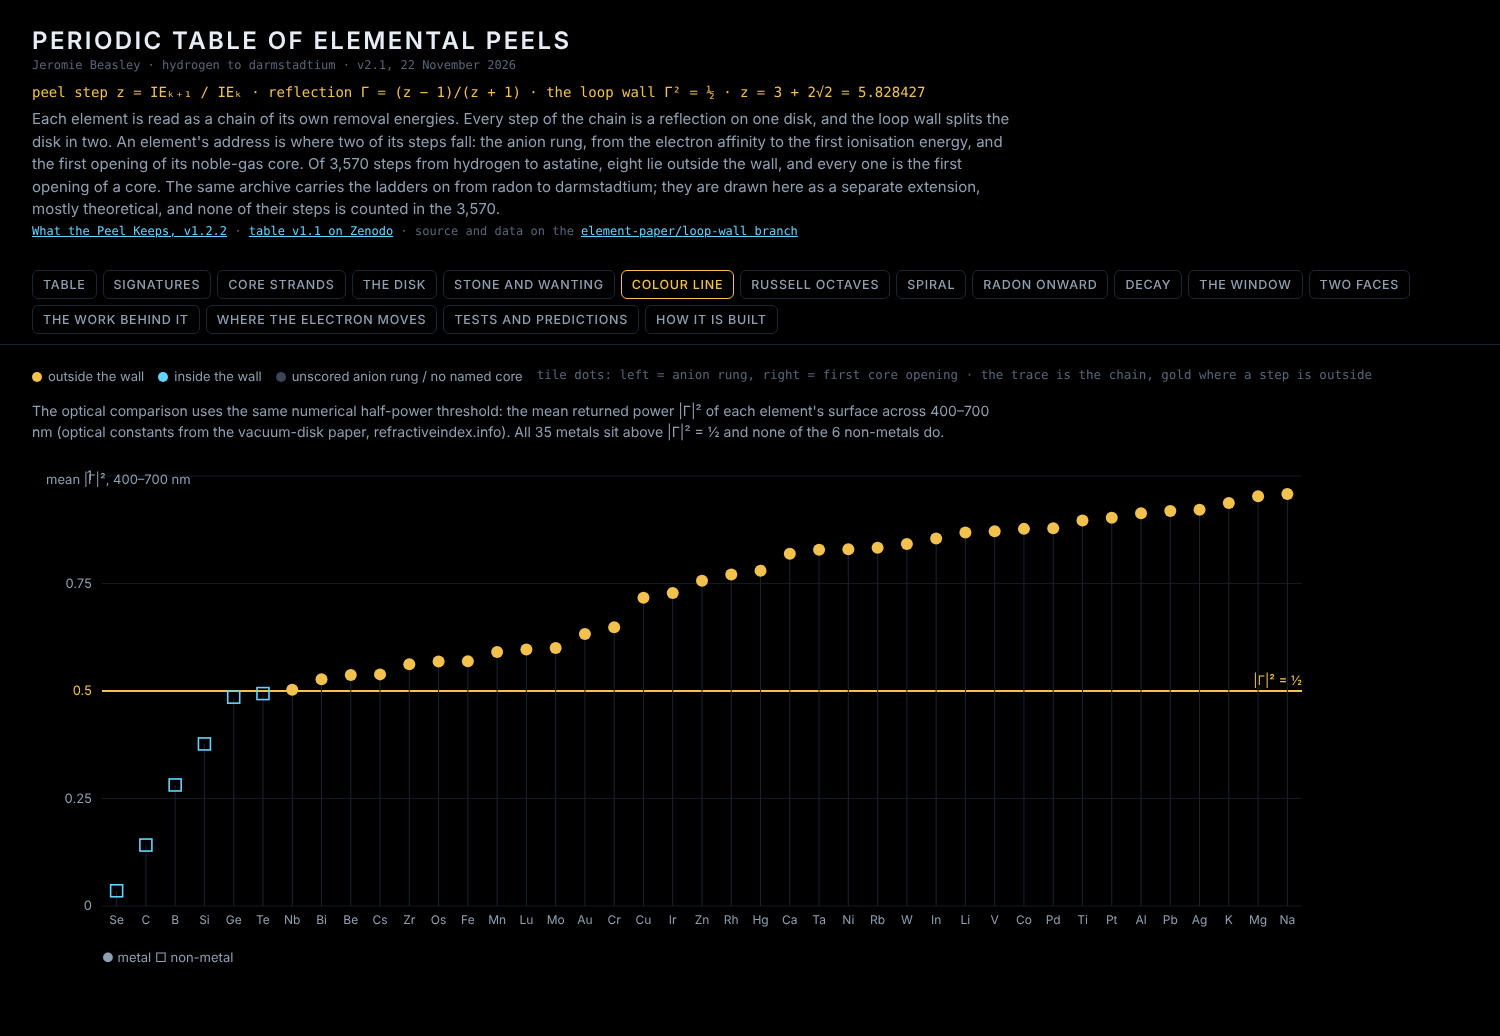 PERIODIC TABLE OF ELEMENTAL PEELS
Jeromie Beasley · hydrogen to darmstadtium · v2.1, 22 November 2026
peel step z = IEₖ₊₁ / IEₖ · reflection Γ = (z − 1)/(z + 1) · the loop wall Γ² = ½ · z = 3 + 2√2 = 5.828427
Each element is read as a chain of its own removal energies. Every step of the chain is a reflection on one disk, and the loop wall splits the
disk in two. An element's address is where two of its steps fall: the anion rung, from the electron affinity to the first ionisation energy, and
the first opening of its noble-gas core. Of 3,570 steps from hydrogen to astatine, eight lie outside the wall, and every one is the first
opening of a core. The same archive carries the ladders on from radon to darmstadtium; they are drawn here as a separate extension,
mostly theoretical, and none of their steps is counted in the 3,570.
What the Peel Keeps, v1.2.2 · table v1.1 on Zenodo · source and data on the element-paper/loop-wall branch
TABLE SIGNATURES CORE STRANDS THE DISK STONE AND WANTING COLOUR LINE RUSSELL OCTAVES SPIRAL RADON ONWARD DECAY THE WINDOW TWO FACES
THE WORK BEHIND IT WHERE THE ELECTRON MOVES TESTS AND PREDICTIONS HOW IT IS BUILT
outside the wall inside the wall unscored anion rung / no named core tile dots: left = anion rung, right = first core opening · the trace is the chain, gold where a step is outside
The optical comparison uses the same numerical half-power threshold: the mean returned power |Γ|² of each element's surface across 400–700
nm (optical constants from the vacuum-disk paper, refractiveindex.info). All 35 metals sit above |Γ|² = ½ and none of the 6 non-metals do.
1
mean |Γ|², 400–700 nm
0.75
|Γ|² = ½
0.5
0.25
0
Se C B Si Ge Te Nb Bi Be Cs Zr Os Fe Mn Lu Mo Au Cr Cu Ir Zn Rh Hg Ca Ta Ni Rb W In Li V Co Pd Ti Pt Al Pb Ag K Mg Na
metal non-metal